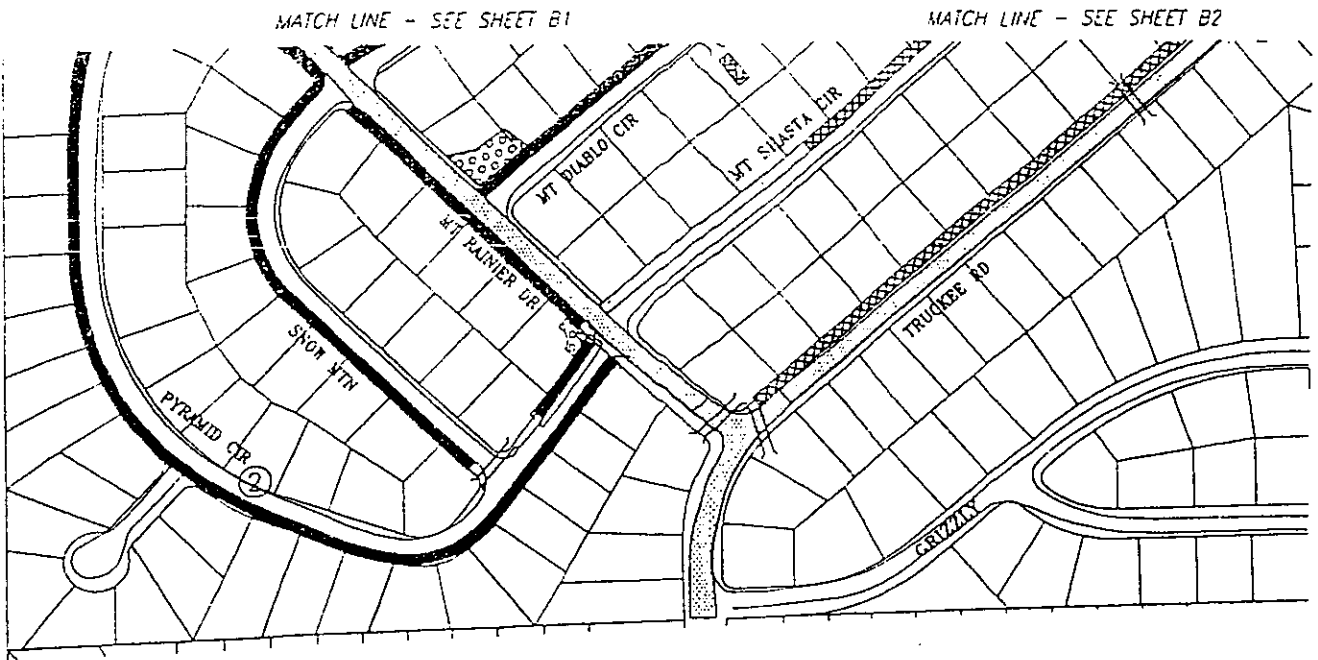 MATCH LINE - SEE SHEET B1
MATCH LINE - SEE SHEET B2
MT DIABLO CIR
MT SHASTA CIR
MT RAINIER DR
TRUCKEE RD
SNOW MTN
PYRAMID CIR
2
GRIZZLY